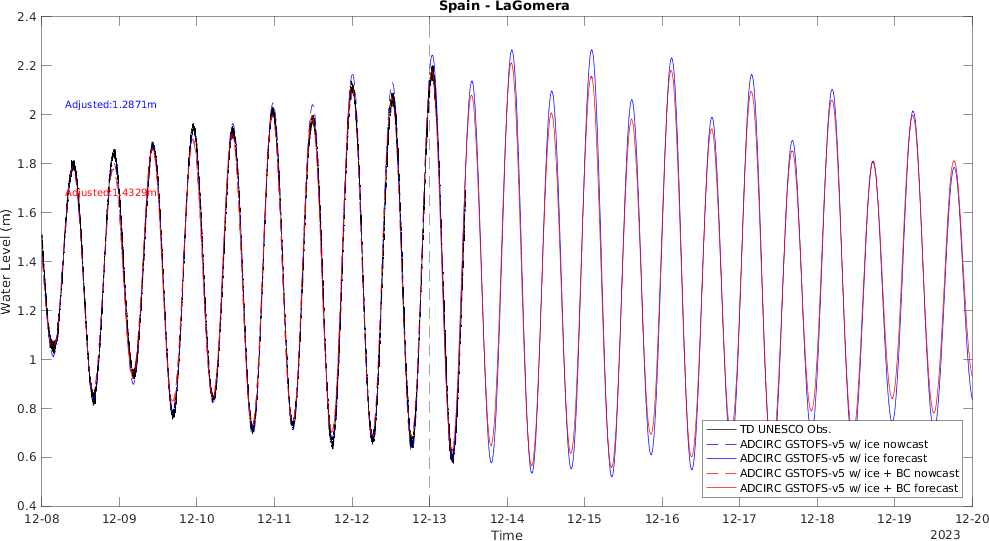 Spain - LaGomera
2.4
2.2
2
1.8
1.6
1.4
1.2
1
0.8
0.6
0.4
Water Level (m)
Adjusted:1.2871m
Adjusted:1.4329m
TD UNESCO Obs.
ADCIRC GSTOFS-v5 w/ ice nowcast
ADCIRC GSTOFS-v5 w/ ice forecast
ADCIRC GSTOFS-v5 w/ ice + BC nowcast
ADCIRC GSTOFS-v5 w/ ice + BC forecast
12-08 12-09 12-10 12-11 12-12 12-13 12-14 12-15 12-16 12-17 12-18 12-19 12-20
Time
2023